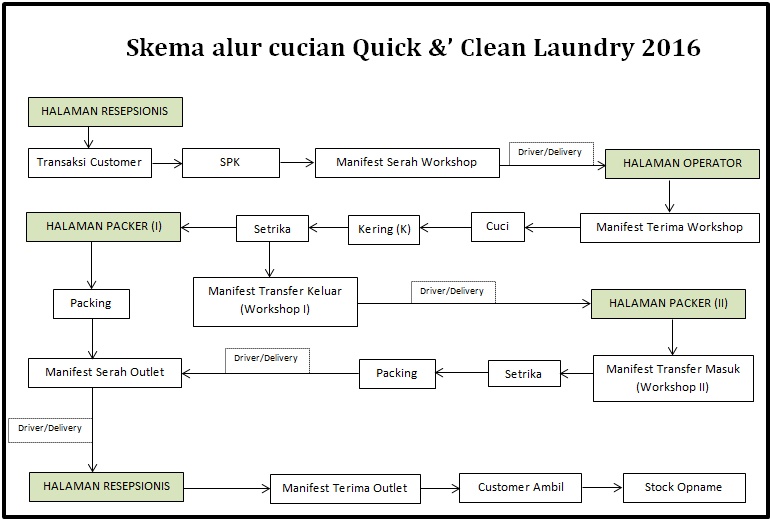 Skema alur cucian Quick &' Clean Laundry 2016
HALAMAN RESEPSIONIS
Transaksi Customer
SPK
Manifest Serah Workshop
Driver/Delivery
HALAMAN OPERATOR
HALAMAN PACKER (I)
Setrika
Kering (K)
Cuci
Manifest Terima Workshop
Packing
Manifest Transfer Keluar
(Workshop I)
Driver/Delivery
HALAMAN PACKER (II)
Manifest Serah Outlet
Driver/Delivery
Packing
Setrika
Manifest Transfer Masuk
(Workshop II)
Driver/Delivery
HALAMAN RESEPSIONIS
Manifest Terima Outlet
Customer Ambil
Stock Opname